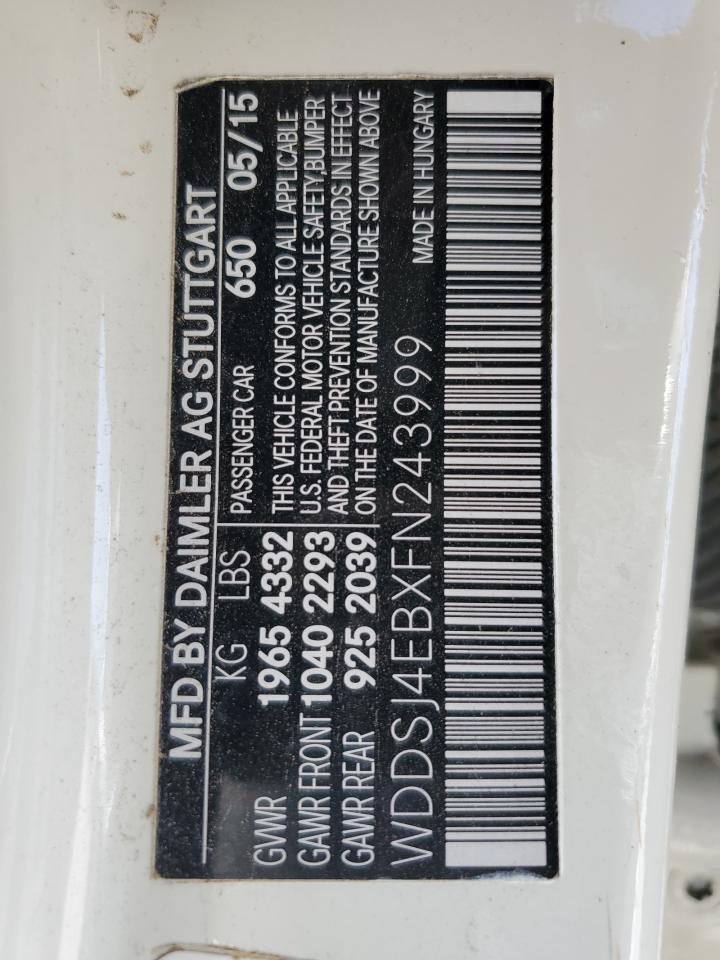 MFD BY DAIMLER AG STUTTGART
KG LBS
GVWR 1965 4332
GAWR FRONT 1040 2293
GAWR REAR 925 2039
PASSENGER CAR 650 05/15
THIS VEHICLE CONFORMS TO ALL APPLICABLE
U.S. FEDERAL MOTOR VEHICLE SAFETY,BUMPER
AND THEFT PREVENTION STANDARDS IN EFFECT
ON THE DATE OF MANUFACTURE SHOWN ABOVE
WDDSJ4EBXFN243999 MADE IN HUNGARY